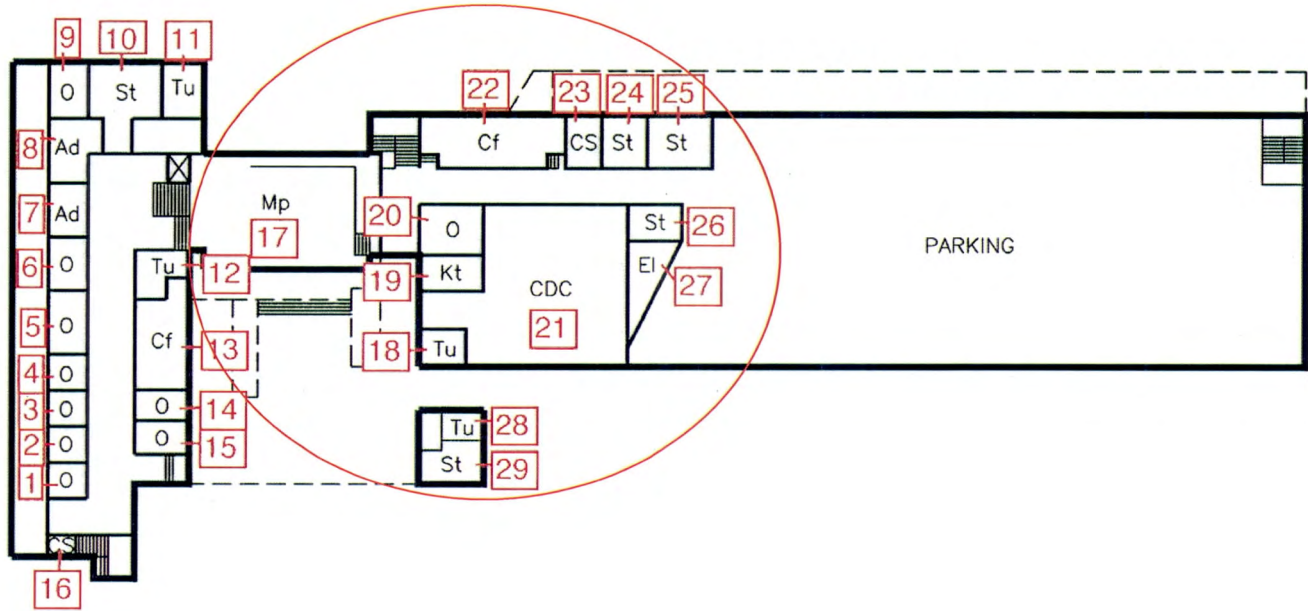 9 10 11
O St Tu
22 23 24 25
Cf CS St St
8 Ad
7 Ad
Mp
17
20 O
St 26
PARKING
6 O
Tu 12
19 Kt
El 27
CDC
21
5 O
Cf 13
18 Tu
4 O
3 O
O 14
2 O
O 15
Tu 28
1 O
St 29
CS
16